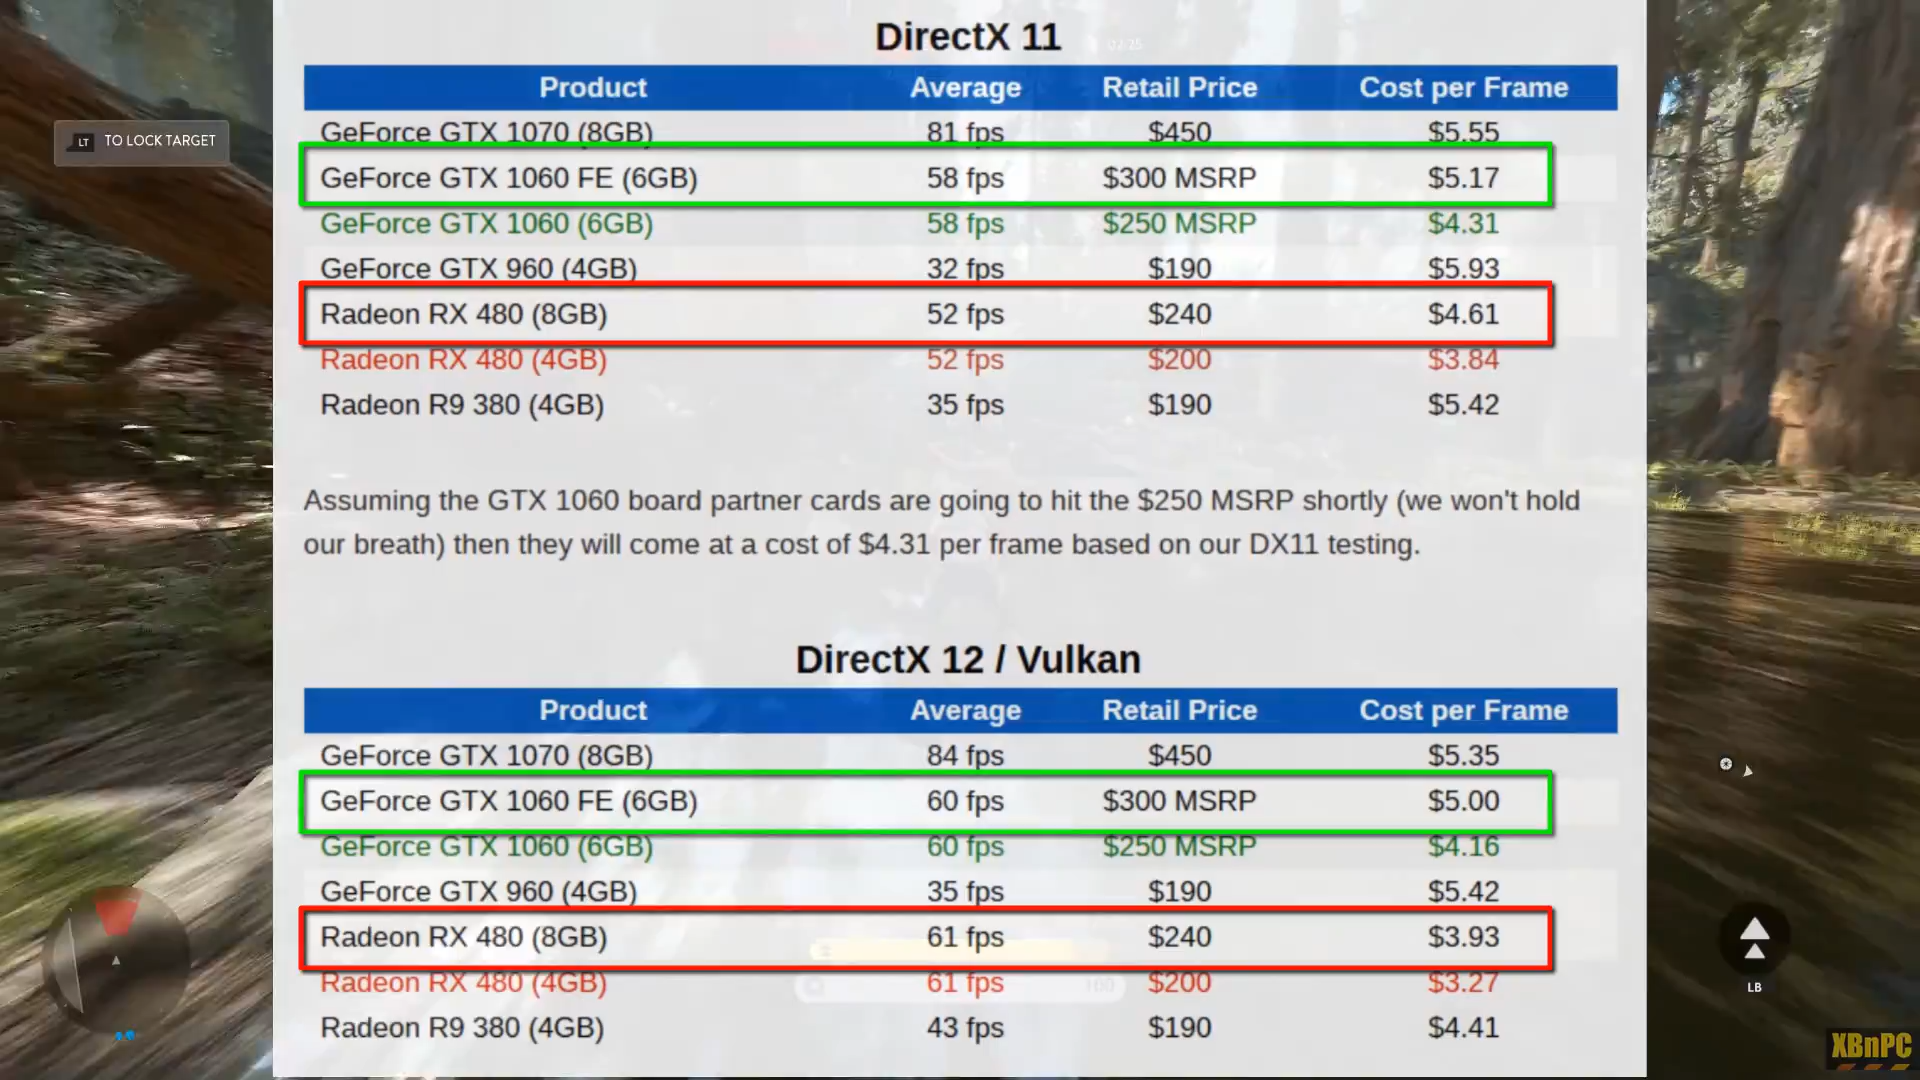 DirectX 11
02:25
Product Average Retail Price Cost per Frame
LT TO LOCK TARGET
GeForce GTX 1070 (8GB) 81 fps $450 $5.55
GeForce GTX 1060 FE (6GB) 58 fps $300 MSRP $5.17
GeForce GTX 1060 (6GB) 58 fps $250 MSRP $4.31
GeForce GTX 960 (4GB) 32 fps $190 $5.93
Radeon RX 480 (8GB) 52 fps $240 $4.61
Radeon RX 480 (4GB) 52 fps $200 $3.84
Radeon R9 380 (4GB) 35 fps $190 $5.42
Assuming the GTX 1060 board partner cards are going to hit the $250 MSRP shortly (we won't hold
our breath) then they will come at a cost of $4.31 per frame based on our DX11 testing.
DirectX 12 / Vulkan
Product Average Retail Price Cost per Frame
GeForce GTX 1070 (8GB) 84 fps $450 $5.35
GeForce GTX 1060 FE (6GB) 60 fps $300 MSRP $5.00
GeForce GTX 1060 (6GB) 60 fps $250 MSRP $4.16
GeForce GTX 960 (4GB) 35 fps $190 $5.42
Radeon RX 480 (8GB) 61 fps $240 $3.93
Radeon RX 480 (4GB) 61 fps $200 $3.27
100
LB
Radeon R9 380 (4GB) 43 fps $190 $4.41
XBnPC